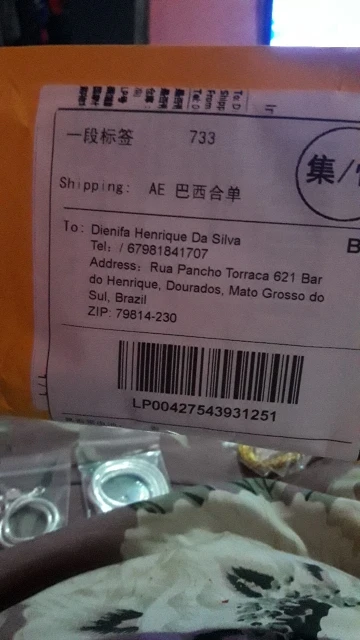 一段标签 733
集/
Shipping: AE 巴西合单
To: Dienifa Henrique Da Silva
Tel: / 67981841707
Address: Rua Pancho Torraca 621 Bar
do Henrique, Dourados, Mato Grosso do
Sul, Brazil
ZIP: 79814-230
LP00427543931251